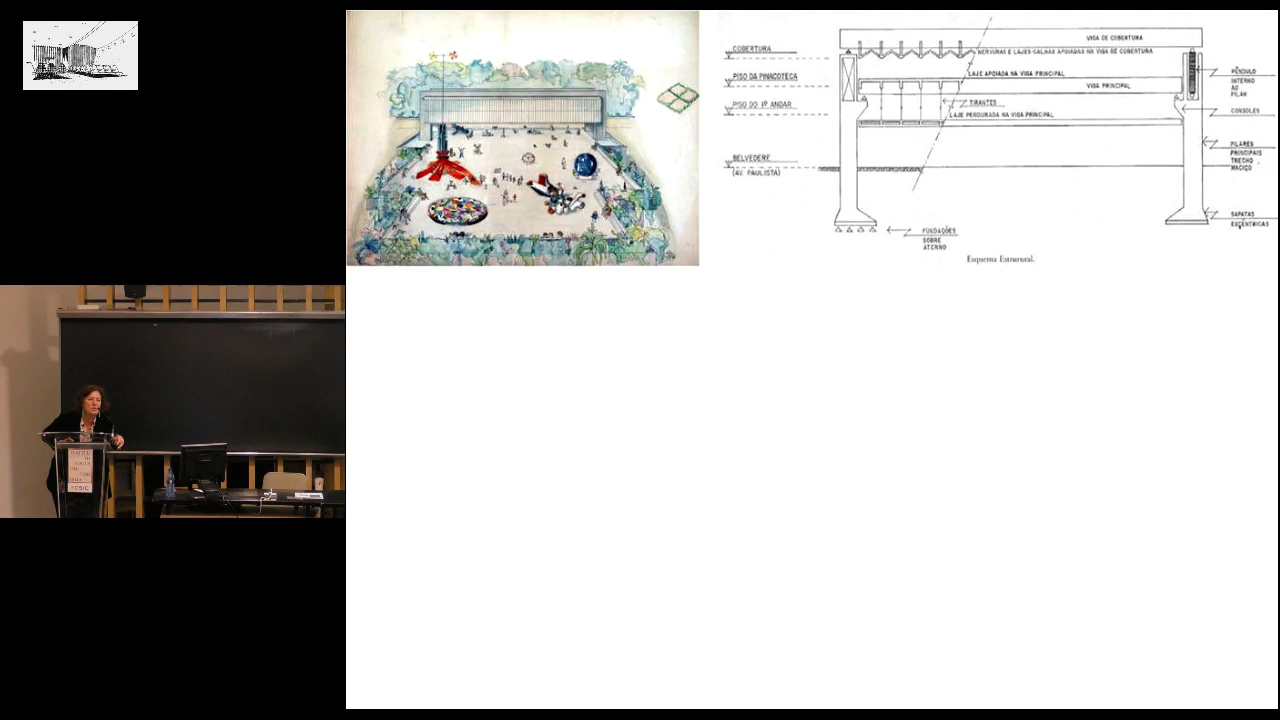 COBERTURA
PISO DA PINACOTECA
PISO DO 1º ANDAR
BELVEDERE
(AV. PAULISTA)
VIGA DE COBERTURA
NERVURAS E LAJES-CALHAS APOIADAS NA VIGA DE COBERTURA
LAJE APOIADA NA VIGA PRINCIPAL
VIGA PRINCIPAL
TIRANTES
LAJE PENDURADA NA VIGA PRINCIPAL
PÊNDULO
INTERNO
AO
PILAR
CONSOLES
PILARES
PRINCIPAIS
TRECHO
MACIÇO
SAPATAS
EXCÊNTRICAS
FUNDAÇÕES
SOBRE
ATERRO
Esquema Estrutural.
CSIC